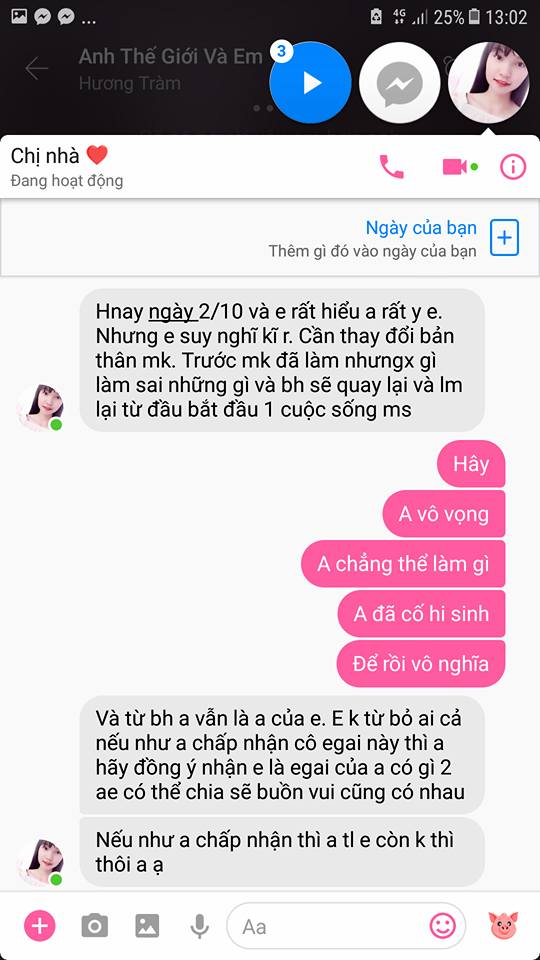 4G 25% 13:02
Anh Thế Giới Và Em
Hương Tràm
3
Chị nhà ❤️
Đang hoạt động
Ngày của bạn
Thêm gì đó vào ngày của bạn
Hnay ngày 2/10 và e rất hiểu a rất y e.
Nhưng e suy nghĩ kĩ r. Cần thay đổi bản
thân mk. Trước mk đã làm nhưngx gì
làm sai những gì và bh sẽ quay lại và lm
lại từ đầu bắt đầu 1 cuộc sống ms
Hây
A vô vọng
A chẳng thể làm gì
A đã cố hi sinh
Để rồi vô nghĩa
Và từ bh a vẫn là a của e. E k từ bỏ ai cả
nếu như a chấp nhận cô egai này thì a
hãy đồng ý nhận e là egai của a có gì 2
ae có thể chia sẽ buồn vui cũng có nhau
Nếu như a chấp nhận thì a tl e còn k thì
thôi a ạ
Aa